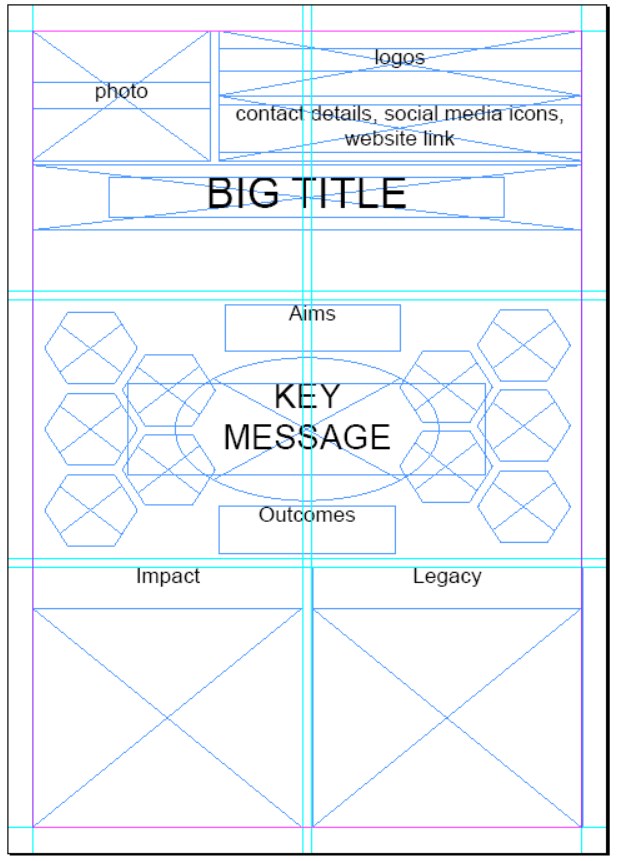 photo
logos
contact details, social media icons,
website link
BIG TITLE
Aims
KEY
MESSAGE
Outcomes
Impact
Legacy